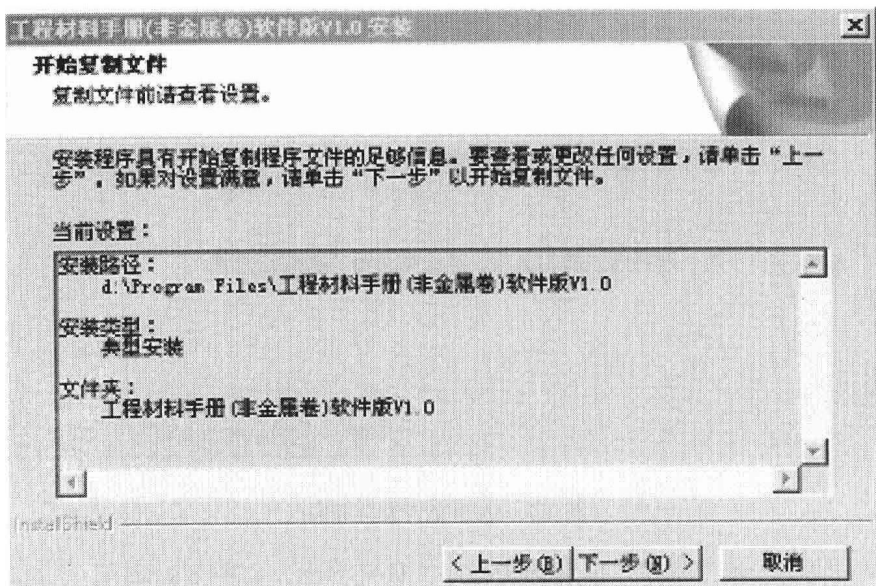 工程材料手册(非金属卷)软件版V1.0 安装
开始复制文件
复制文件前请查看设置。
安装程序具有开始复制程序文件的足够信息。要查看或更改任何设置,请单击“上一
步”。如果对设置满意,请单击“下一步”以开始复制文件。
当前设置:
安装路径:
d:\Program Files\工程材料手册(非金属卷)软件版V1.0
安装类型:
典型安装
文件夹:
工程材料手册(非金属卷)软件版V1.0
InstallShield
< 上一步(B) 下一步(N) > 取消